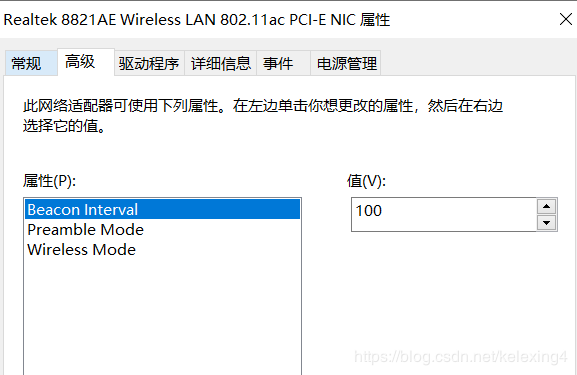 Realtek 8821AE Wireless LAN 802.11ac PCI-E NIC 属性
常规 高级 驱动程序 详细信息 事件 电源管理
此网络适配器可使用下列属性。在左边单击你想更改的属性，然后在右边
选择它的值。
属性(P): 值(V):
Beacon Interval 100
Preamble Mode
Wireless Mode
https://blog.csdn.net/kelexing4